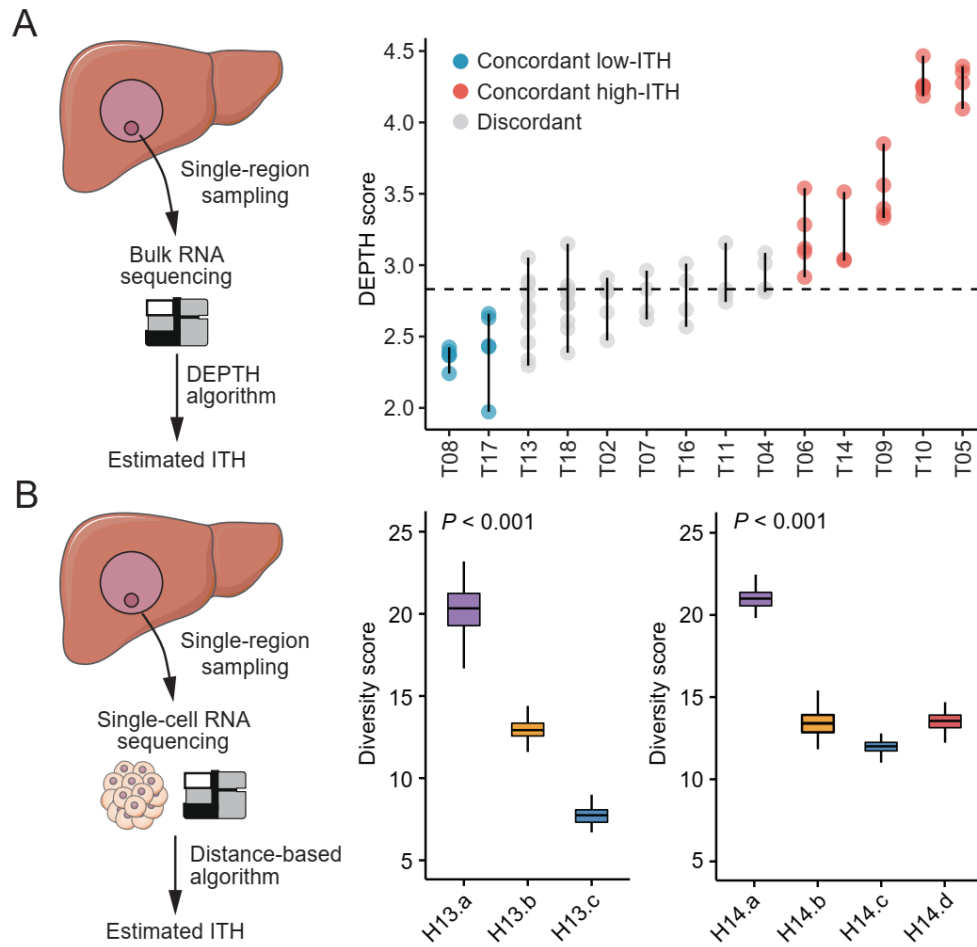 A
Single-region
sampling
Bulk RNA
sequencing
DEPTH
algorithm
Estimated ITH
DEPTH score
4.5
4.0
3.5
3.0
2.5
2.0
Concordant low-ITH
Concordant high-ITH
Discordant
T08
T17
T13
T18
T02
T07
T16
T11
T04
T06
T14
T09
T10
T05
B
Single-region
sampling
Single-cell RNA
sequencing
Distance-based
algorithm
Estimated ITH
Diversity score
25
20
15
10
5
P < 0.001
H13.a
H13.b
H13.c
Diversity score
25
20
15
10
5
P < 0.001
H14.a
H14.b
H14.c
H14.d